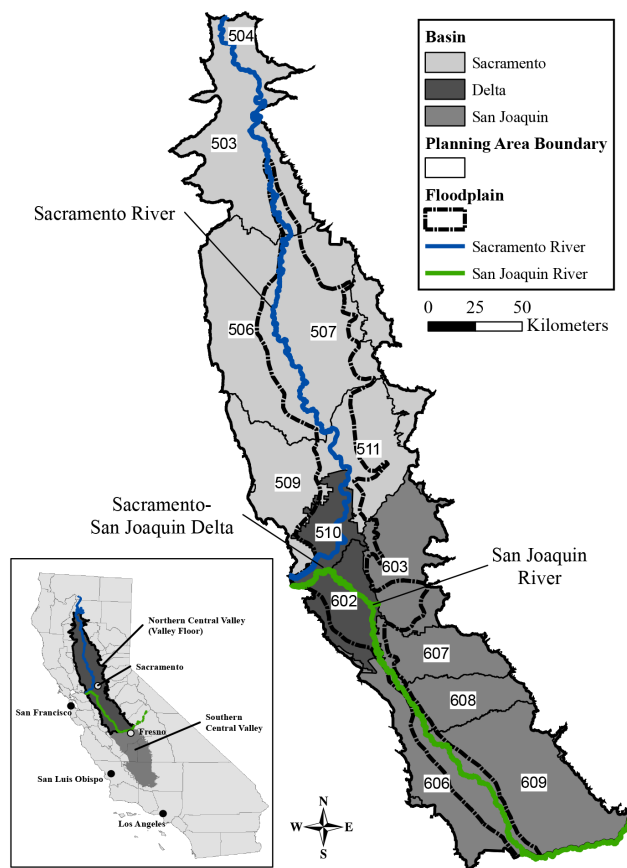 504
503
Sacramento River
506
507
511
509
Sacramento-
San Joaquin Delta
510
603
San Joaquin
River
602
607
608
606
609
Basin
Sacramento
Delta
San Joaquin
Planning Area Boundary
Floodplain
Sacramento River
San Joaquin River
0 25 50
Kilometers
Northern Central Valley
(Valley Floor)
Sacramento
San Francisco
Southern
Central Valley
Fresno
San Luis Obispo
Los Angeles
N
W E
S